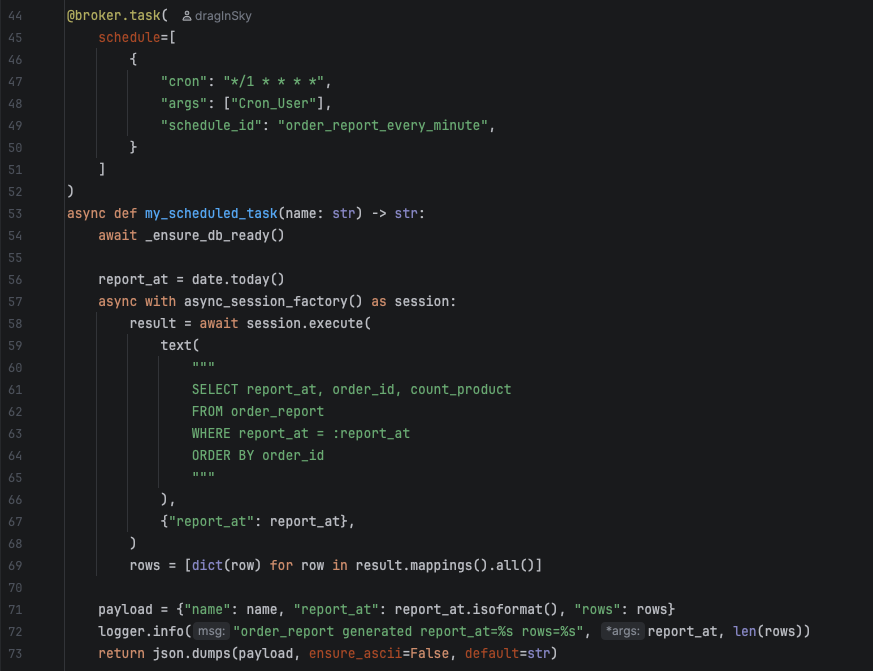 44 @broker.task( dragInSky
45 schedule=[
46 {
47 "cron": "*/1 * * * *",
48 "args": ["Cron_User"],
49 "schedule_id": "order_report_every_minute",
50 }
51 ]
52 )
53 async def my_scheduled_task(name: str) -> str:
54 await _ensure_db_ready()
55
56 report_at = date.today()
57 async with async_session_factory() as session:
58 result = await session.execute(
59 text(
60 """
61 SELECT report_at, order_id, count_product
62 FROM order_report
63 WHERE report_at = :report_at
64 ORDER BY order_id
65 """
66 ),
67 {"report_at": report_at},
68 )
69 rows = [dict(row) for row in result.mappings().all()]
70
71 payload = {"name": name, "report_at": report_at.isoformat(), "rows": rows}
72 logger.info( msg: "order_report generated report_at=%s rows=%s", *args: report_at, len(rows))
73 return json.dumps(payload, ensure_ascii=False, default=str)